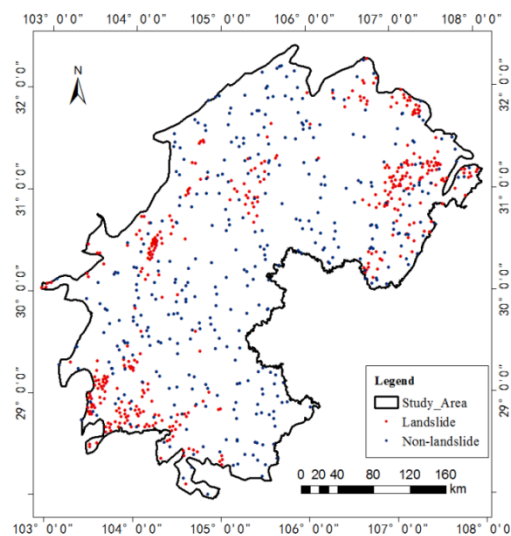 103° 0'0" 104° 0'0" 105° 0'0" 106° 0'0" 107° 0'0" 108° 0'0"
N
32° 0'0" 32° 0'0"
31° 0'0" 31° 0'0"
30° 0'0" 30° 0'0"
29° 0'0" 29° 0'0"
Legend
Study_Area
Landslide
Non-landslide
0 20 40 80 120 160
km
103° 0'0" 104° 0'0" 105° 0'0" 106° 0'0" 107° 0'0" 108° 0'0"